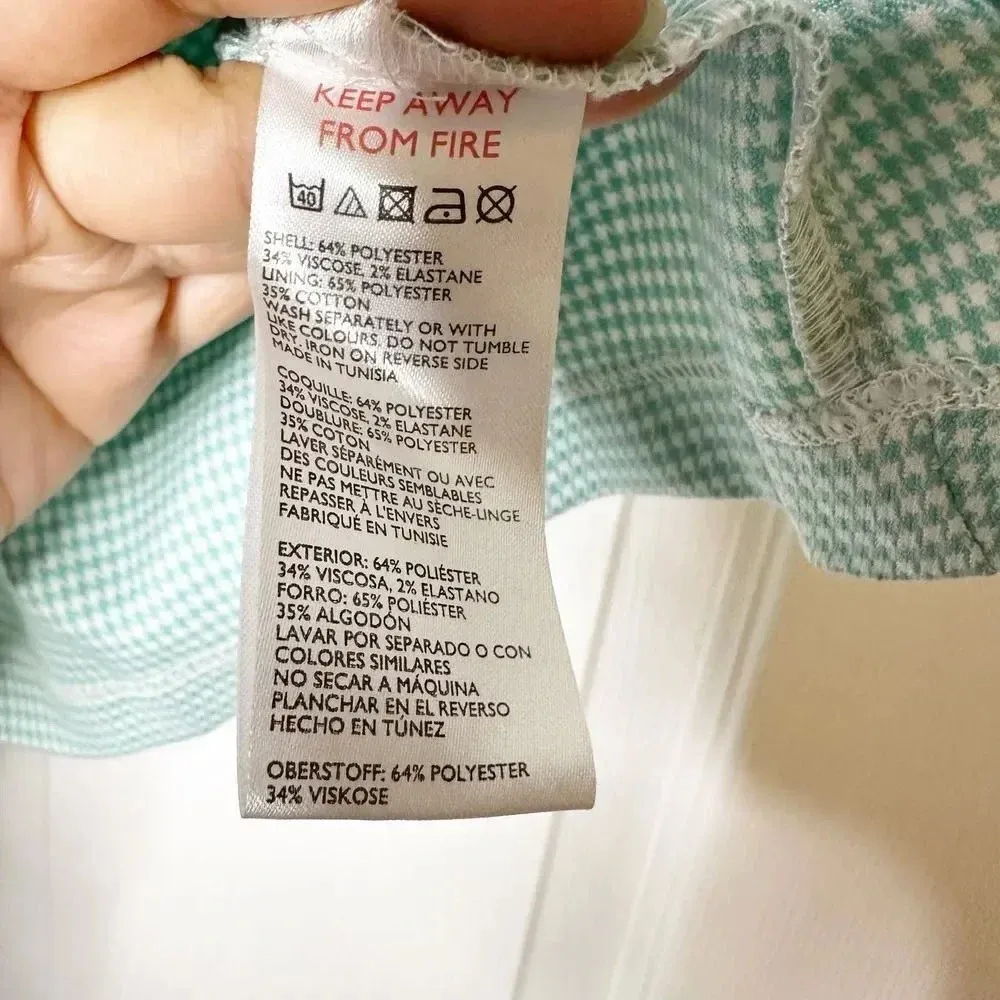 KEEP AWAY
FROM FIRE
40
SHELL: 64% POLYESTER
34% VISCOSE, 2% ELASTANE
LINING: 65% POLYESTER
35% COTTON
WASH SEPARATELY OR WITH
LIKE COLOURS. DO NOT TUMBLE
DRY. IRON ON REVERSE SIDE
MADE IN TUNISIA
COQUILLE: 64% POLYESTER
34% VISCOSE, 2% ELASTANE
DOUBLURE: 65% POLYESTER
35% COTON
LAVER SÉPARÉMENT OU AVEC
DES COULEURS SEMBLABLES
NE PAS METTRE AU SÈCHE-LINGE
REPASSER À L'ENVERS
FABRIQUÉ EN TUNISIE
EXTERIOR: 64% POLIÉSTER
34% VISCOSA, 2% ELASTANO
FORRO: 65% POLIÉSTER
35% ALGODÓN
LAVAR POR SEPARADO O CON
COLORES SIMILARES
NO SECAR A MÁQUINA
PLANCHAR EN EL REVERSO
HECHO EN TÚNEZ
OBERSTOFF: 64% POLYESTER
34% VISKOSE